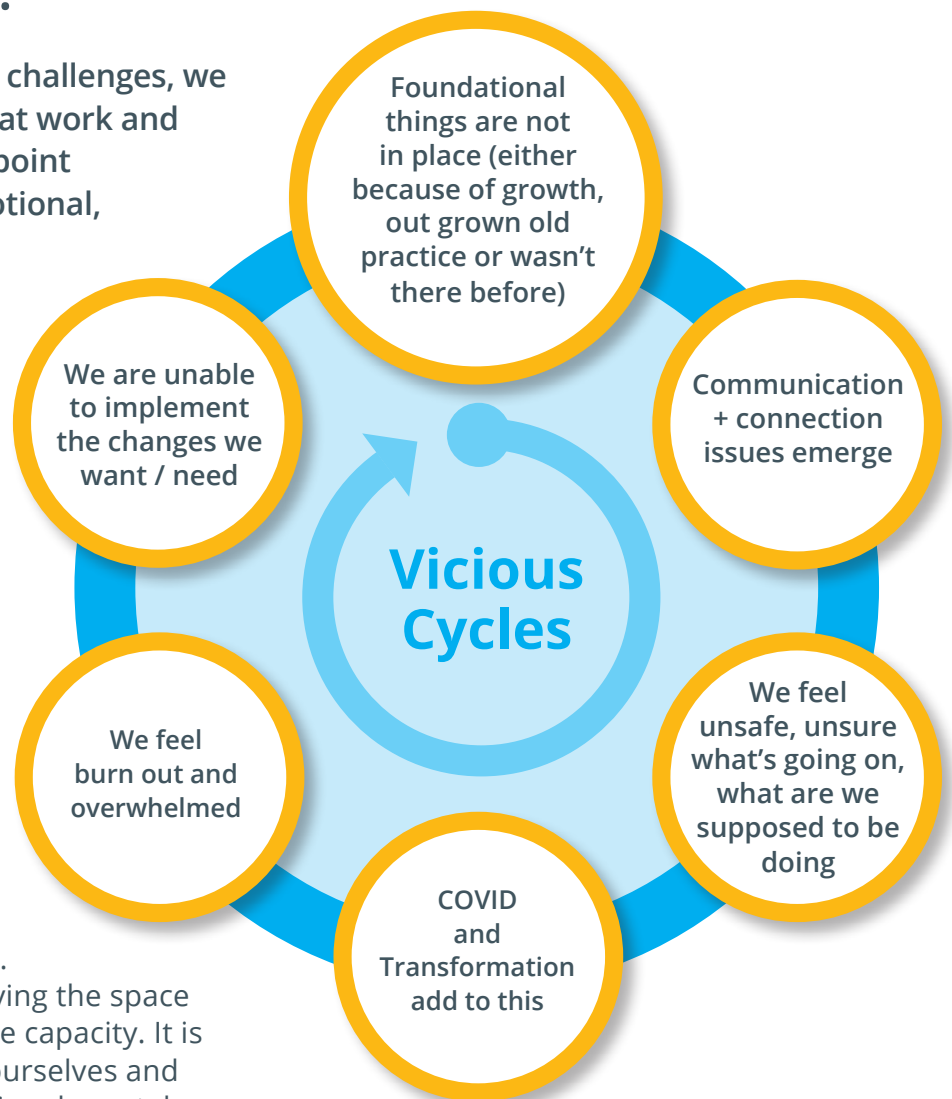 challenges, we
at work and
point
otional,
Foundational
things are not
in place (either
because of growth,
out grown old
practice or wasn't
there before)
Communication
+ connection
issues emerge
We feel
unsafe, unsure
what's going on,
what are we
supposed to be
doing
COVID
and
Transformation
add to this
We feel
burn out and
overwhelmed
We are unable
to implement
the changes we
want / need
Vicious
Cycles
.
ving the space
e capacity. It is
ourselves and